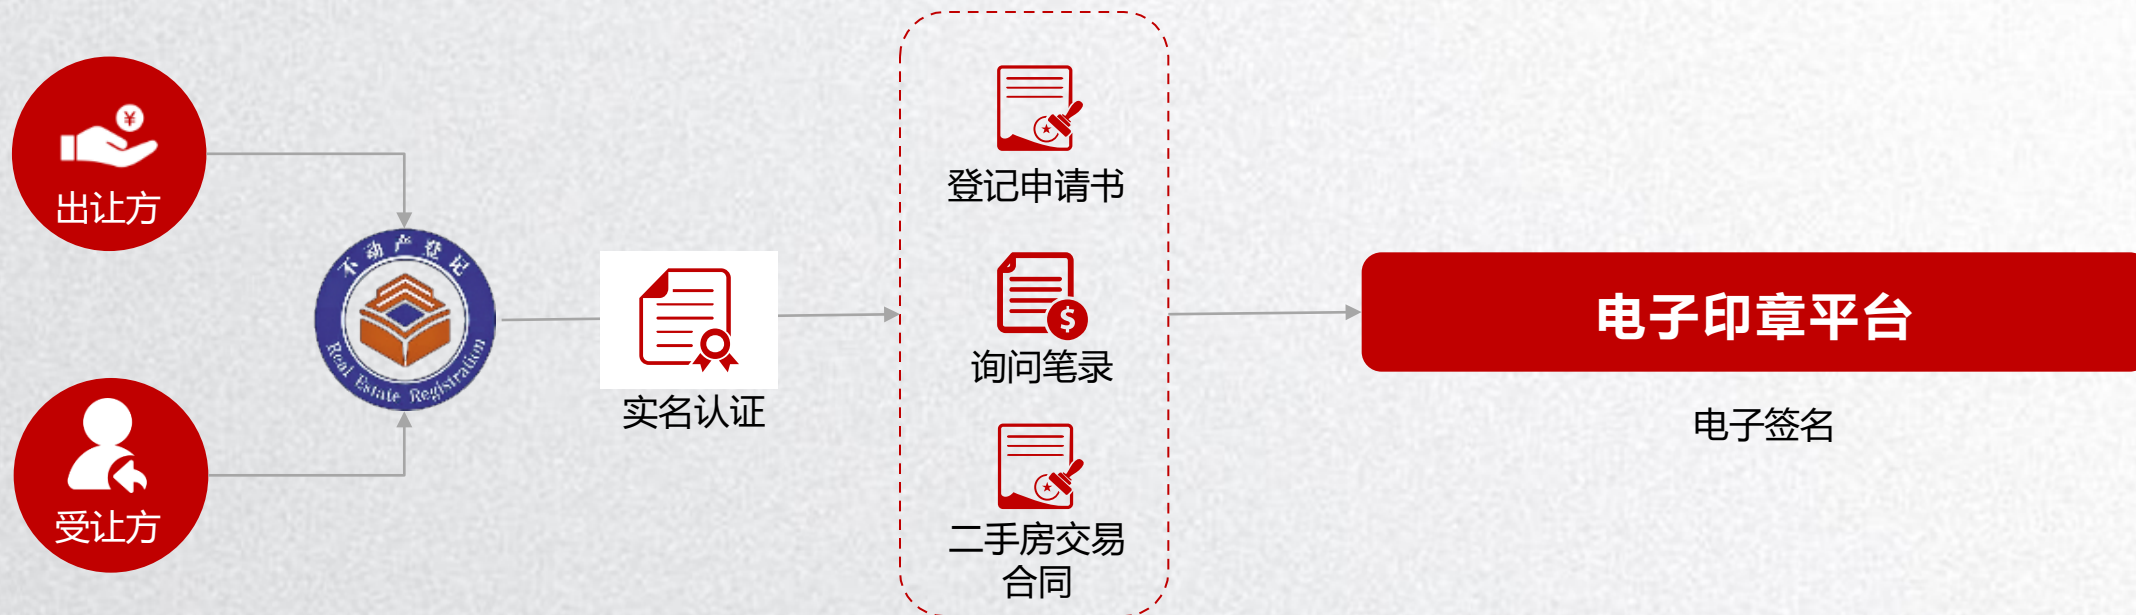 出让方
受让方
不动产登记
Real Estate Registration
实名认证
登记申请书
询问笔录
二手房交易
合同
电子印章平台
电子签名